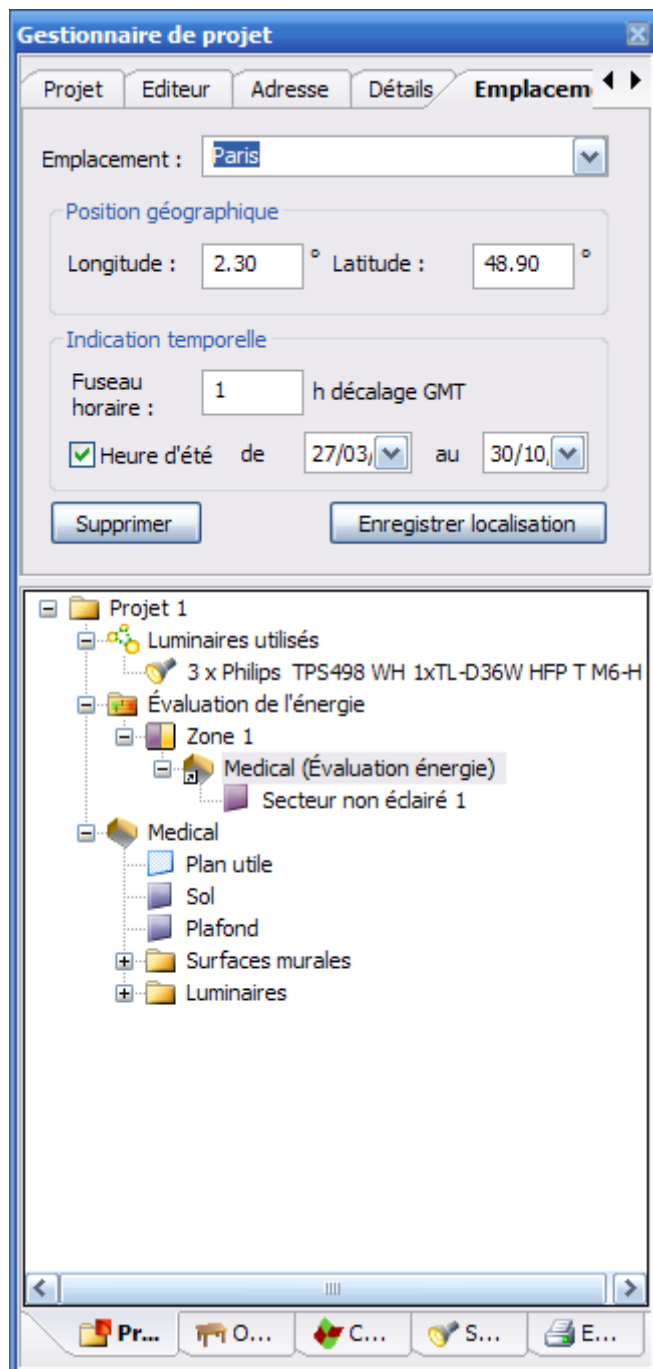 Gestionnaire de projet
Projet Editeur Adresse Détails Emplacem
Emplacement : Paris
Position géographique
Longitude : 2.30 ° Latitude : 48.90 °
Indication temporelle
Fuseau horaire : 1 h décalage GMT
Heure d'été de 27/03/ au 30/10/
Supprimer Enregistrer localisation
Projet 1
Luminaires utilisés
3 x Philips TPS498 WH 1xTL-D36W HFP T M6-H
Évaluation de l'énergie
Zone 1
Medical (Évaluation énergie)
Secteur non éclairé 1
Medical
Plan utile
Sol
Plafond
Surfaces murales
Luminaires
Pr... O... C... S... E...